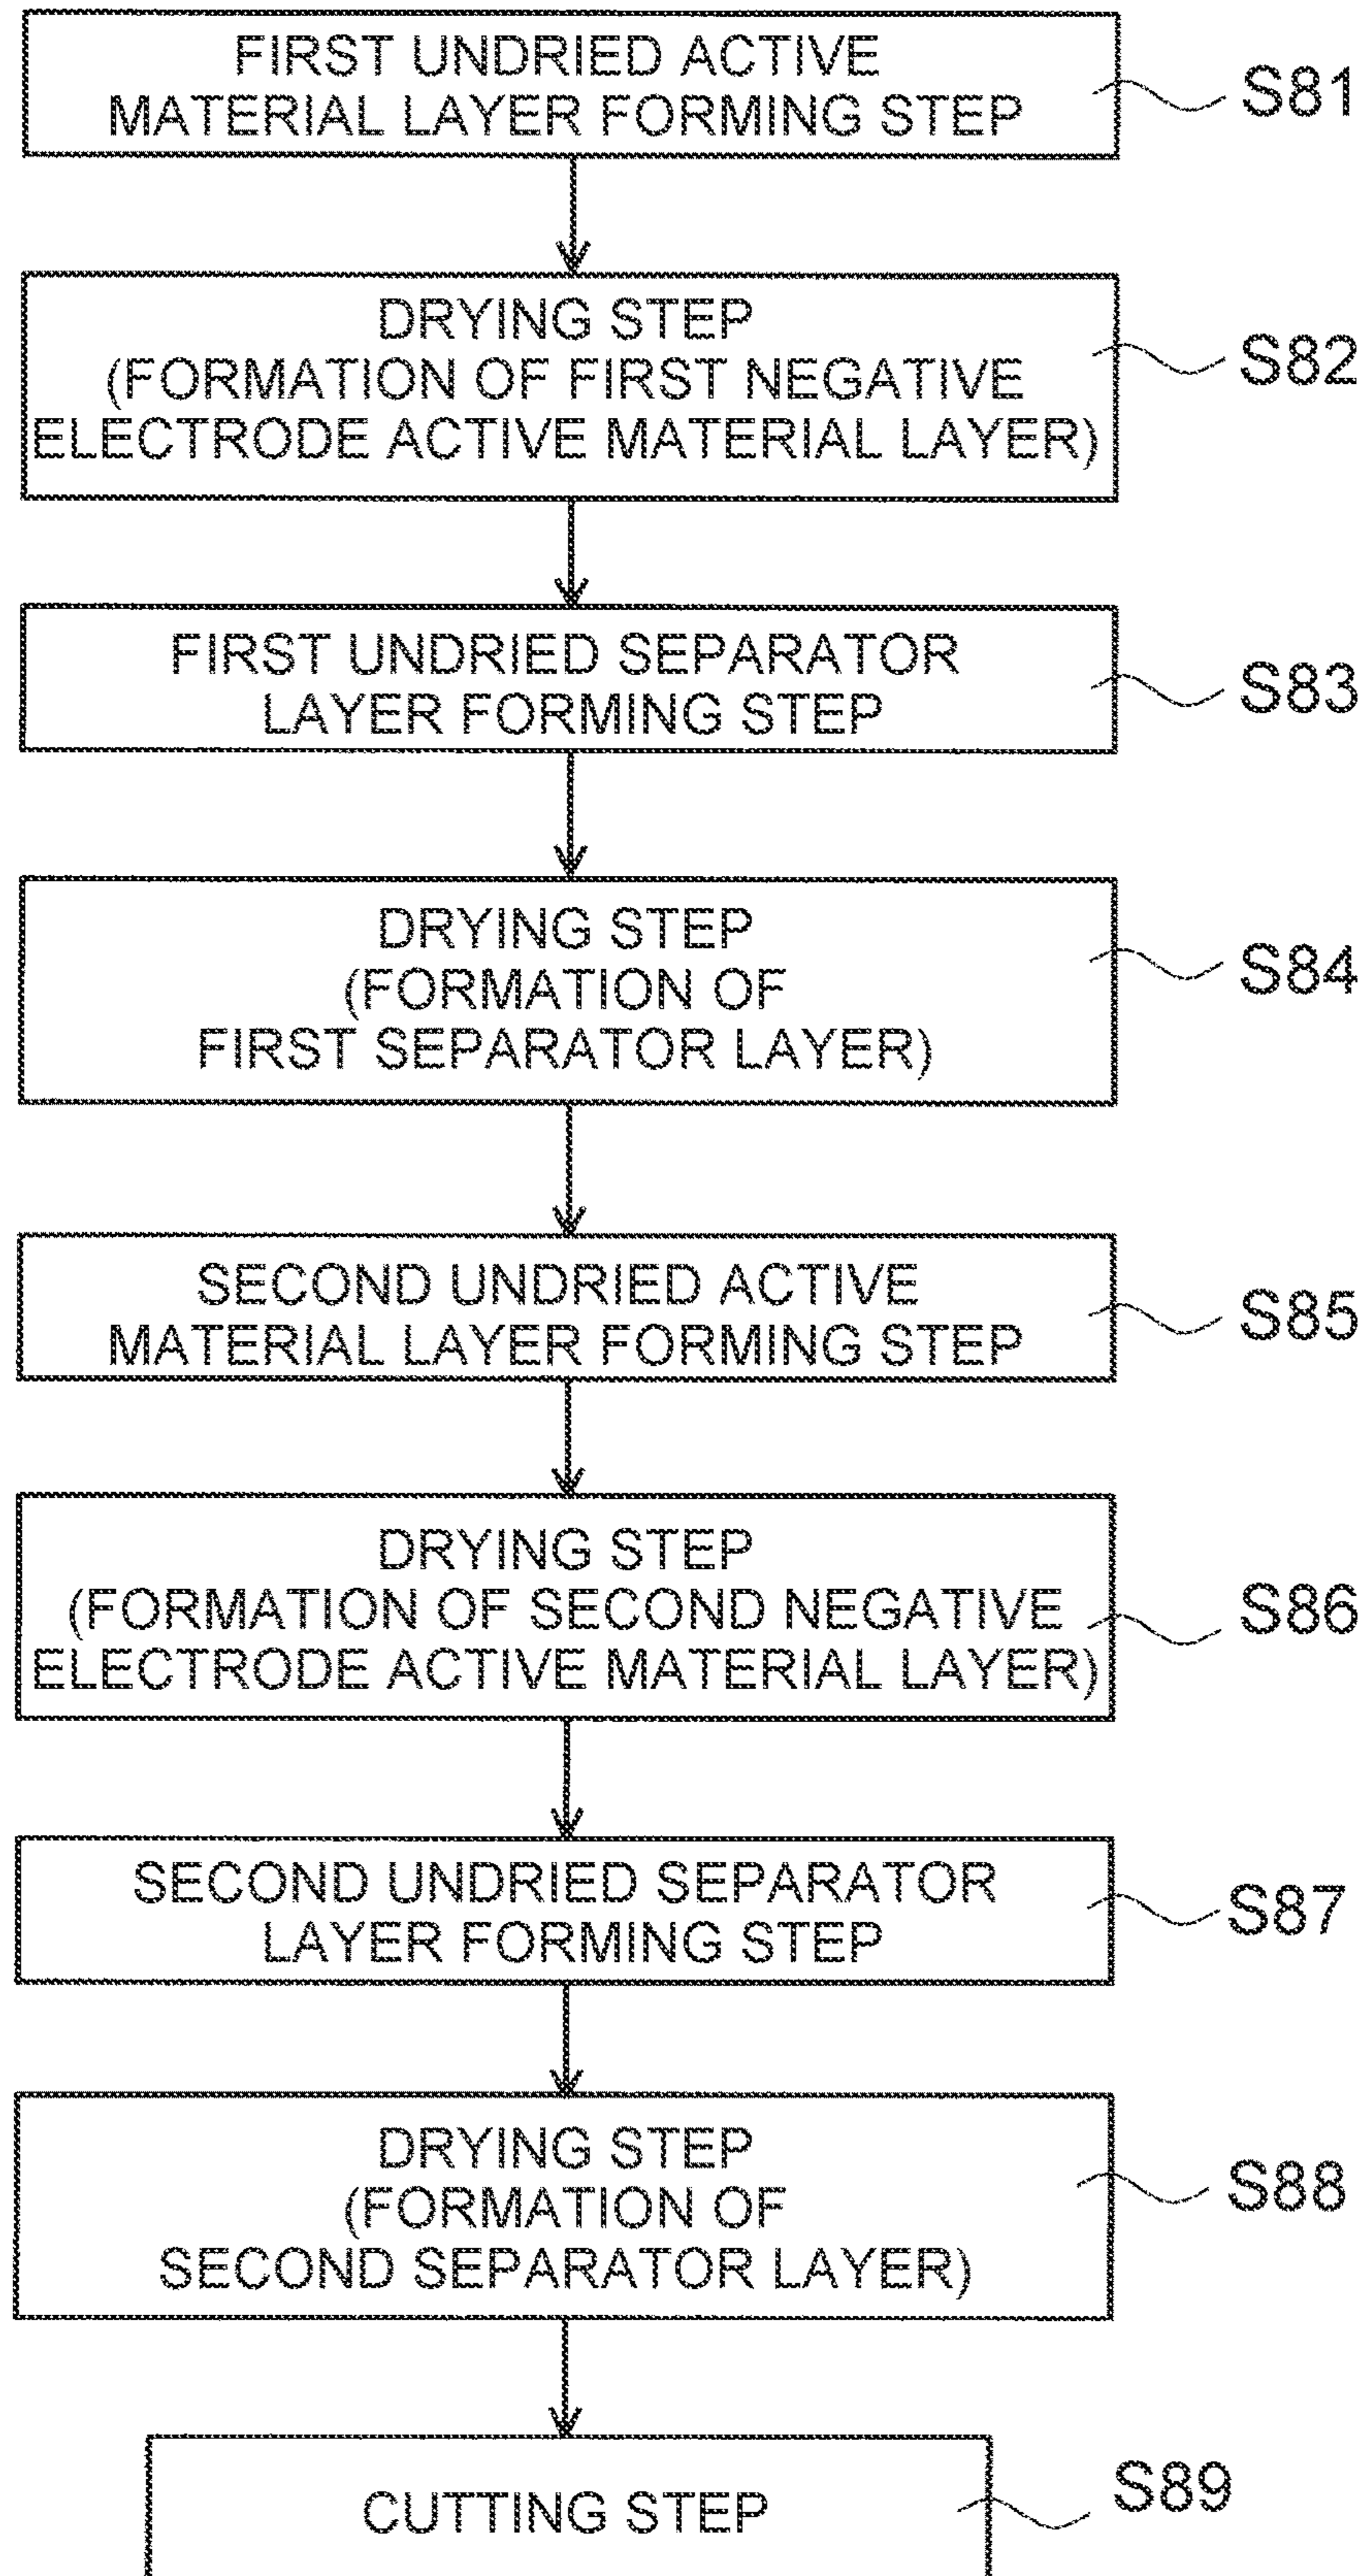 FIRST UNDRIED ACTIVE
MATERIAL LAYER FORMING STEP
S81
DRYING STEP
(FORMATION OF FIRST NEGATIVE
ELECTRODE ACTIVE MATERIAL LAYER)
S82
FIRST UNDRIED SEPARATOR
LAYER FORMING STEP
S83
DRYING STEP
(FORMATION OF
FIRST SEPARATOR LAYER)
S84
SECOND UNDRIED ACTIVE
MATERIAL LAYER FORMING STEP
S85
DRYING STEP
(FORMATION OF SECOND NEGATIVE
ELECTRODE ACTIVE MATERIAL LAYER)
S86
SECOND UNDRIED SEPARATOR
LAYER FORMING STEP
S87
DRYING STEP
(FORMATION OF
SECOND SEPARATOR LAYER)
S88
CUTTING STEP
S89